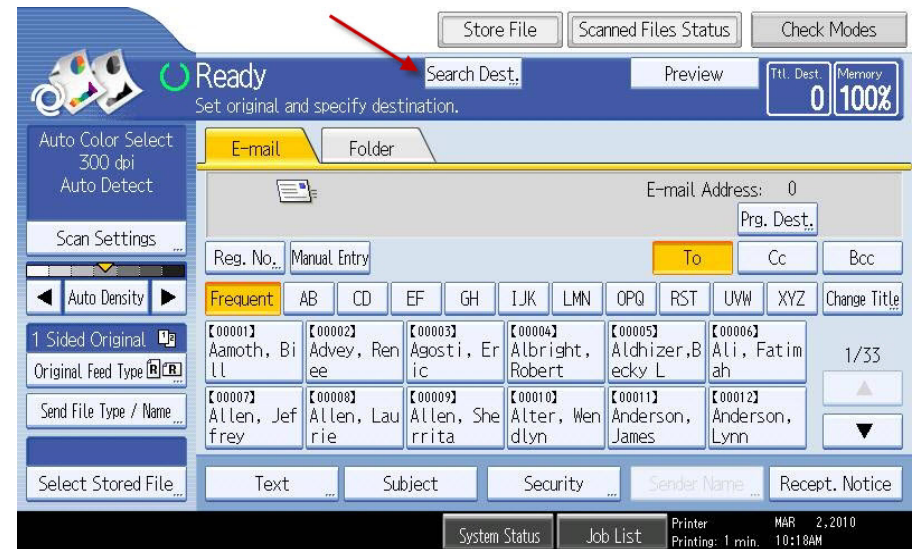 Store File
Scanned Files Status
Check Modes
Ready
Search Dest.
Preview
Ttl. Dest.
0
Memory
100%
Set original and specify destination.
Auto Color Select
300 dpi
Auto Detect
E-mail
Folder
E-mail Address: 0
Prg. Dest.
Scan Settings
Reg. No.
Manual Entry
To
Cc
Bcc
Auto Density
Frequent
AB
CD
EF
GH
IJK
LMN
OPQ
RST
UVW
XYZ
Change Title
1 Sided Original
Original Feed Type
Send File Type / Name
Select Stored File
【00001】
Aamoth, Bi
ll
【00002】
Advey, Ren
ee
【00003】
Agosti, Er
ic
【00004】
Albright,
Robert
【00005】
Aldhizer,B
ecky L
【00006】
Ali, Fatim
ah
1/33
【00007】
Allen, Jef
frey
【00008】
Allen, Lau
rie
【00009】
Allen, She
rrita
【00010】
Alter, Wen
dlyn
【00011】
Anderson,
James
【00012】
Anderson,
Lynn
Text
Subject
Security
Sender Name
Recept. Notice
System Status
Job List
Printer
Printing: 1 min.
MAR 2,2010
10:18AM